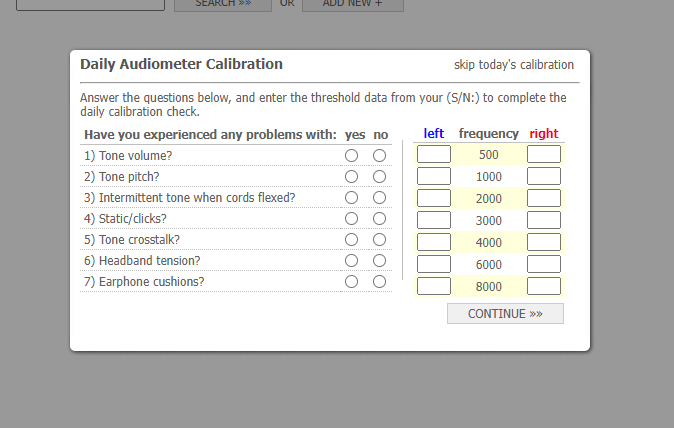 SEARCH »» OR ADD NEW +
Daily Audiometer Calibration skip today's calibration
Answer the questions below, and enter the threshold data from your (S/N:) to complete the
daily calibration check.
Have you experienced any problems with: yes no left frequency right
1) Tone volume? 500
2) Tone pitch? 1000
3) Intermittent tone when cords flexed? 2000
4) Static/clicks? 3000
5) Tone crosstalk? 4000
6) Headband tension? 6000
7) Earphone cushions? 8000
CONTINUE »»